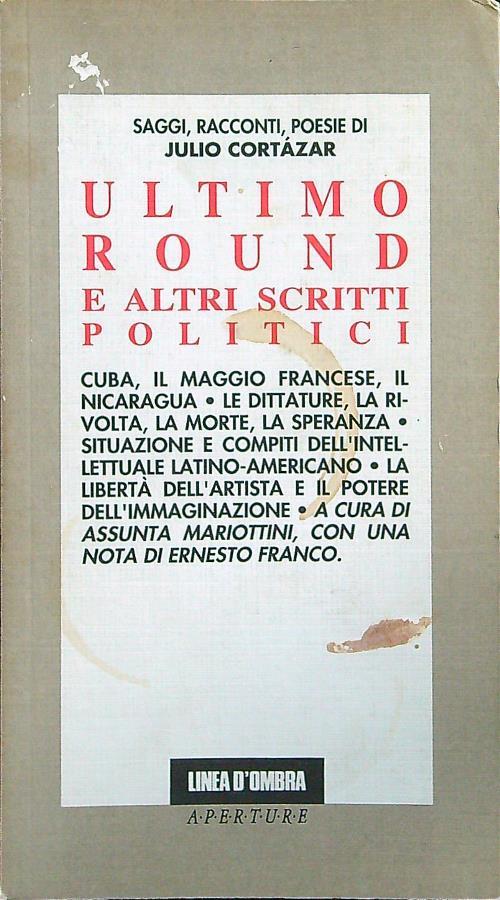 SAGGI, RACCONTI, POESIE DI
JULIO CORTÁZAR
ULTIMO
ROUND
E ALTRI SCRITTI
POLITICI
CUBA, IL MAGGIO FRANCESE, IL
NICARAGUA • LE DITTATURE, LA RI-
VOLTA, LA MORTE, LA SPERANZA •
SITUAZIONE E COMPITI DELL'INTEL-
LETTUALE LATINO-AMERICANO • LA
LIBERTÀ DELL'ARTISTA E IL POTERE
DELL'IMMAGINAZIONE • A CURA DI
ASSUNTA MARIOTTINI, CON UNA
NOTA DI ERNESTO FRANCO.
LINEA D'OMBRA
A·P·E·R·T·U·R·E